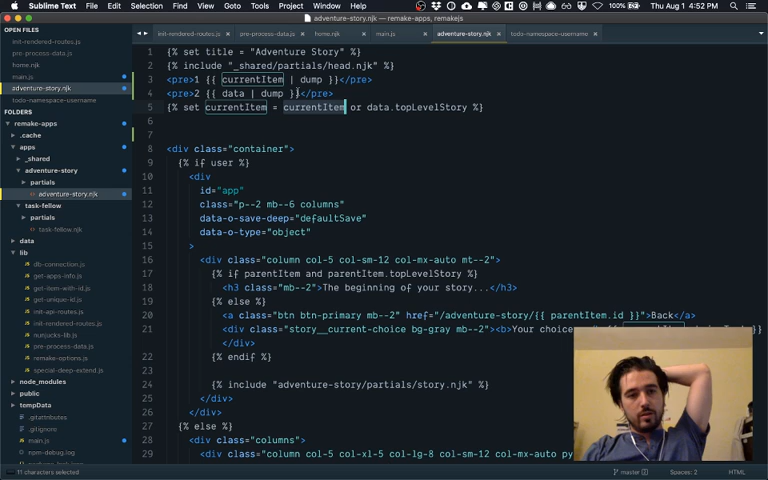 Sublime Text File Edit Selection Find View Goto Tools Project Window Help 100% Thu Aug 1 4:52 PM
adventure-story.njk — remake-apps, remakejs
OPEN FILES
init-rendered-routes.js
pre-process-data.js
home.njk
main.js
adventure-story.njk
todo-namespace-username
FOLDERS
remake-apps
.cache
apps
_shared
adventure-story
partials
adventure-story.njk
task-fellow
partials
task-fellow.njk
data
lib
db-connection.js
get-apps-info.js
get-item-with-id.js
get-unique-id.js
init-api-routes.js
init-rendered-routes.js
nunjucks-lib.js
pre-process-data.js
remake-options.js
special-deep-extend.js
node_modules
public
tempData
.gitattributes
.gitignore
main.js
npm-debug.log
init-rendered-routes.js pre-process-data.js home.njk main.js adventure-story.njk todo-namespace-username
1 {% set title = "Adventure Story" %}
2 {% include "_shared/partials/head.njk" %}
3 <pre>1 {{ currentItem | dump }}</pre>
4 <pre>2 {{ data | dump }}</pre>
5 {% set currentItem = currentItem or data.topLevelStory %}
6
7
8 <div class="container">
9 {% if user %}
10 <div
11 id="app"
12 class="p--2 mb--6 columns"
13 data-o-save-deep="defaultSave"
14 data-o-type="object"
15 >
16 <div class="column col-5 col-sm-12 col-mx-auto mt--2">
17 {% if parentItem and parentItem.topLevelStory %}
18 <h3 class="mb--2">The beginning of your story...</h3>
19 {% else %}
20 <a class="btn btn-primary mb--2" href="/adventure-story/{{ parentItem.id }}">Back</a>
21 <div class="story__current-choice bg-gray mb--2"><b>Your choice
</div>
22 {% endif %}
23
24 {% include "adventure-story/partials/story.njk" %}
25 </div>
26 </div>
27 {% else %}
28 <div class="columns">
29 <div class="column col-5 col-xl-5 col-lg-8 col-sm-12 col-mx-auto py
11 characters selected master (2) Spaces: 2 HTML